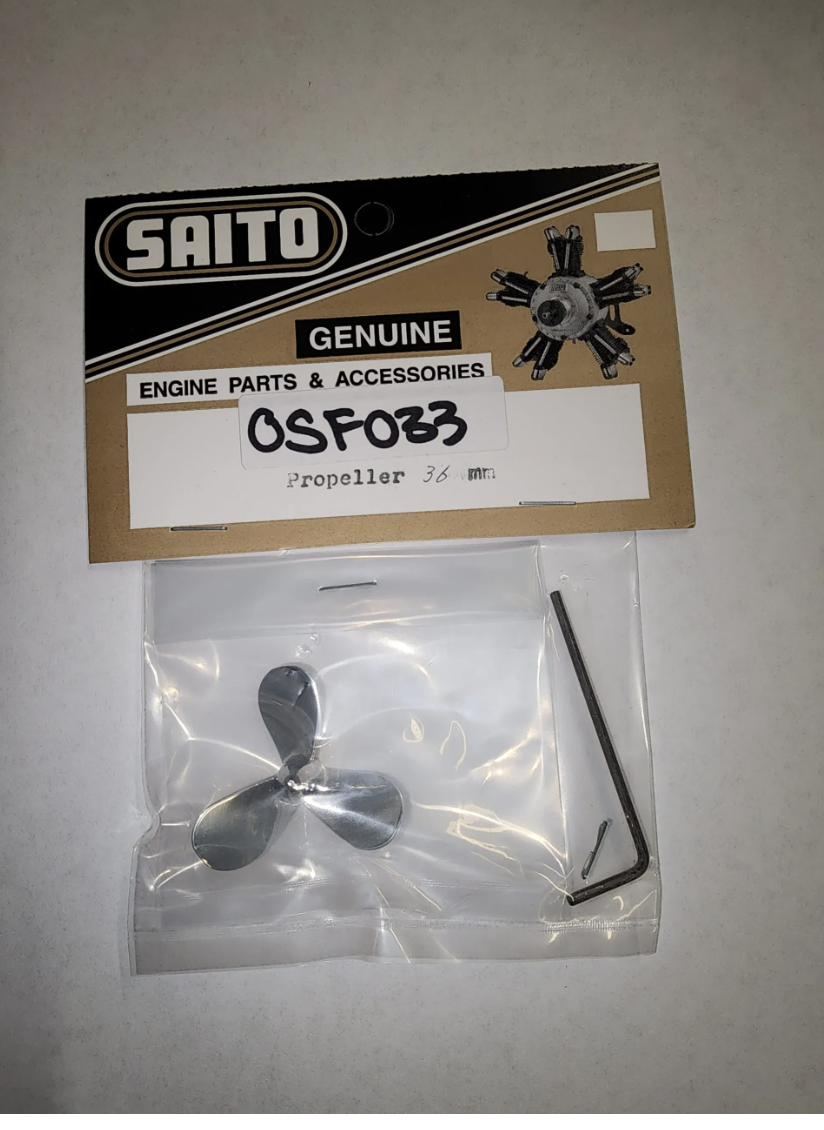 SAITO
GENUINE
ENGINE PARTS & ACCESSORIES
OSF033
Propeller 36 mm